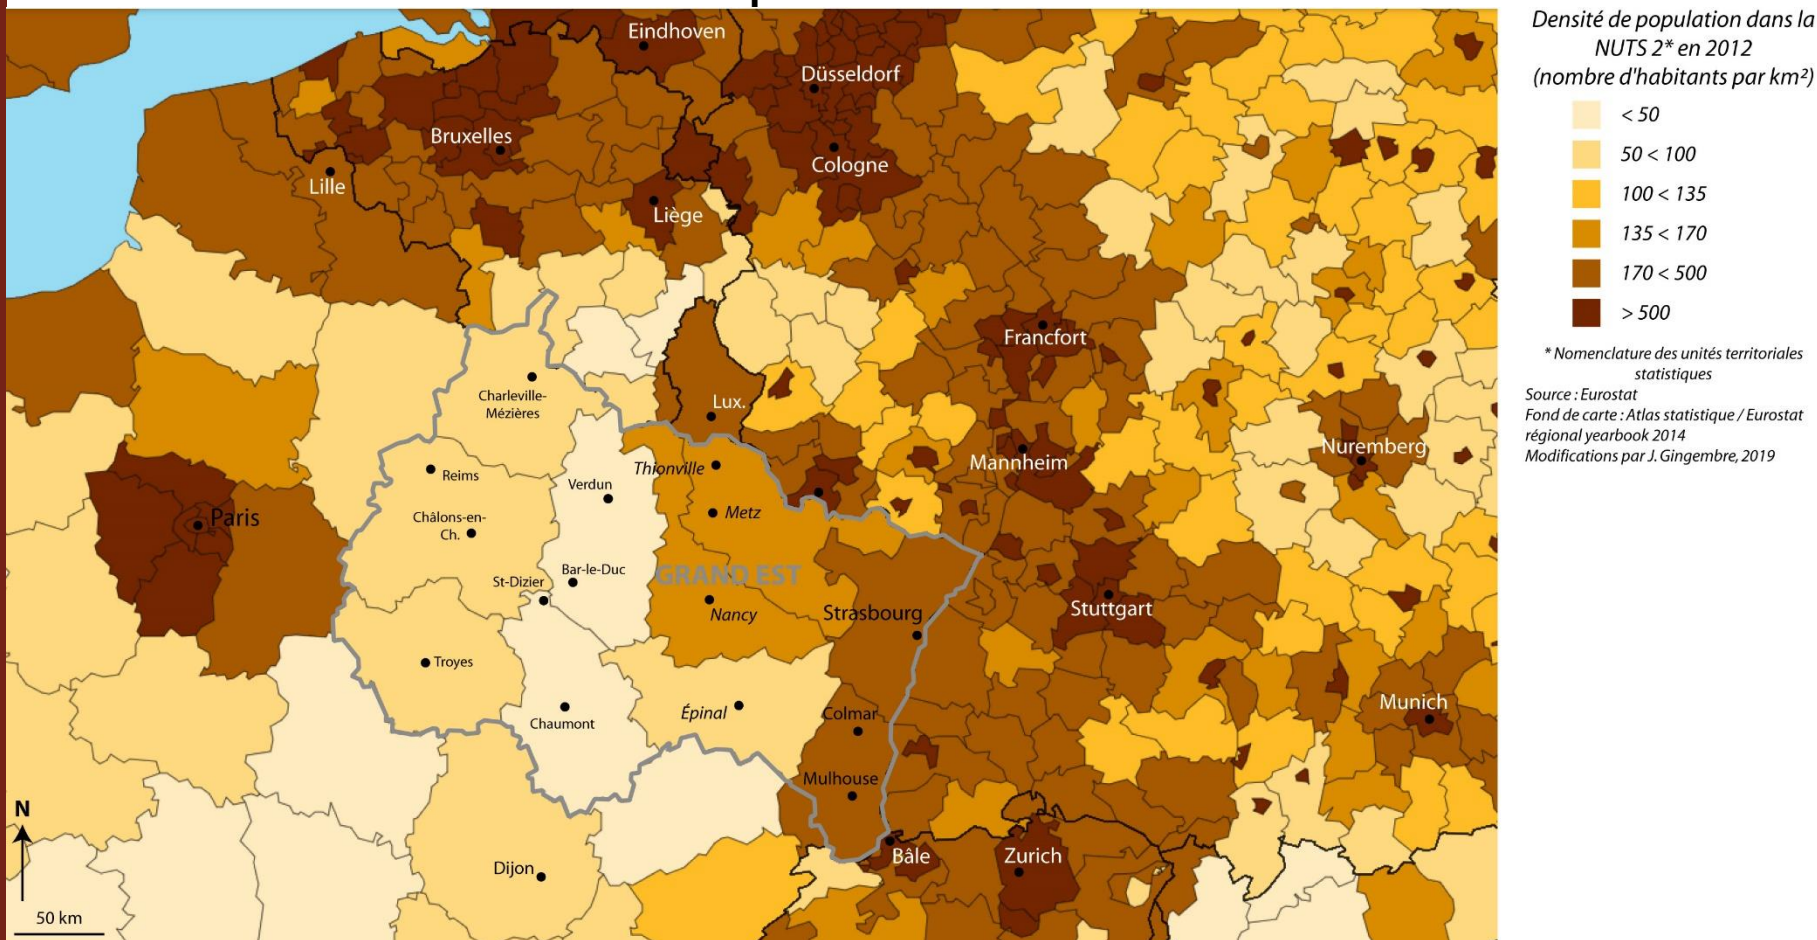 Eindhoven
Düsseldorf
Bruxelles
Cologne
Lille
Liège
Francfort
Charleville-
Mézières
Lux.
Nuremberg
Mannheim
Reims
Thionville
Verdun
Paris
Châlons-en-
Ch.
Metz
St-Dizier
Bar-le-Duc
GRAND EST
Nancy
Strasbourg
Stuttgart
Troyes
Épinal
Chaumont
Colmar
Munich
Mulhouse
N
Dijon
Bâle
Zurich
50 km
Densité de population dans la
NUTS 2* en 2012
(nombre d'habitants par km²)
< 50
50 < 100
100 < 135
135 < 170
170 < 500
> 500
* Nomenclature des unités territoriales
statistiques
Source : Eurostat
Fond de carte : Atlas statistique / Eurostat
régional yearbook 2014
Modifications par J. Gingembre, 2019